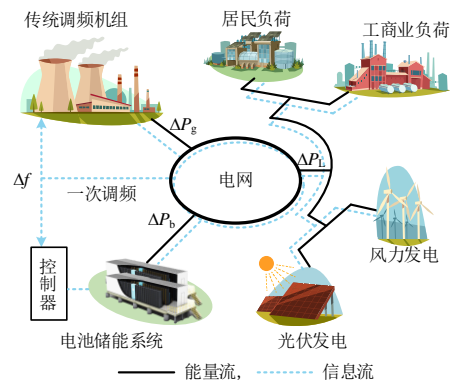 传统调频机组
居民负荷
工商业负荷
ΔPg
ΔPL
电网
Δf
一次调频
ΔPb
控制器
风力发电
电池储能系统
光伏发电
能量流,
信息流